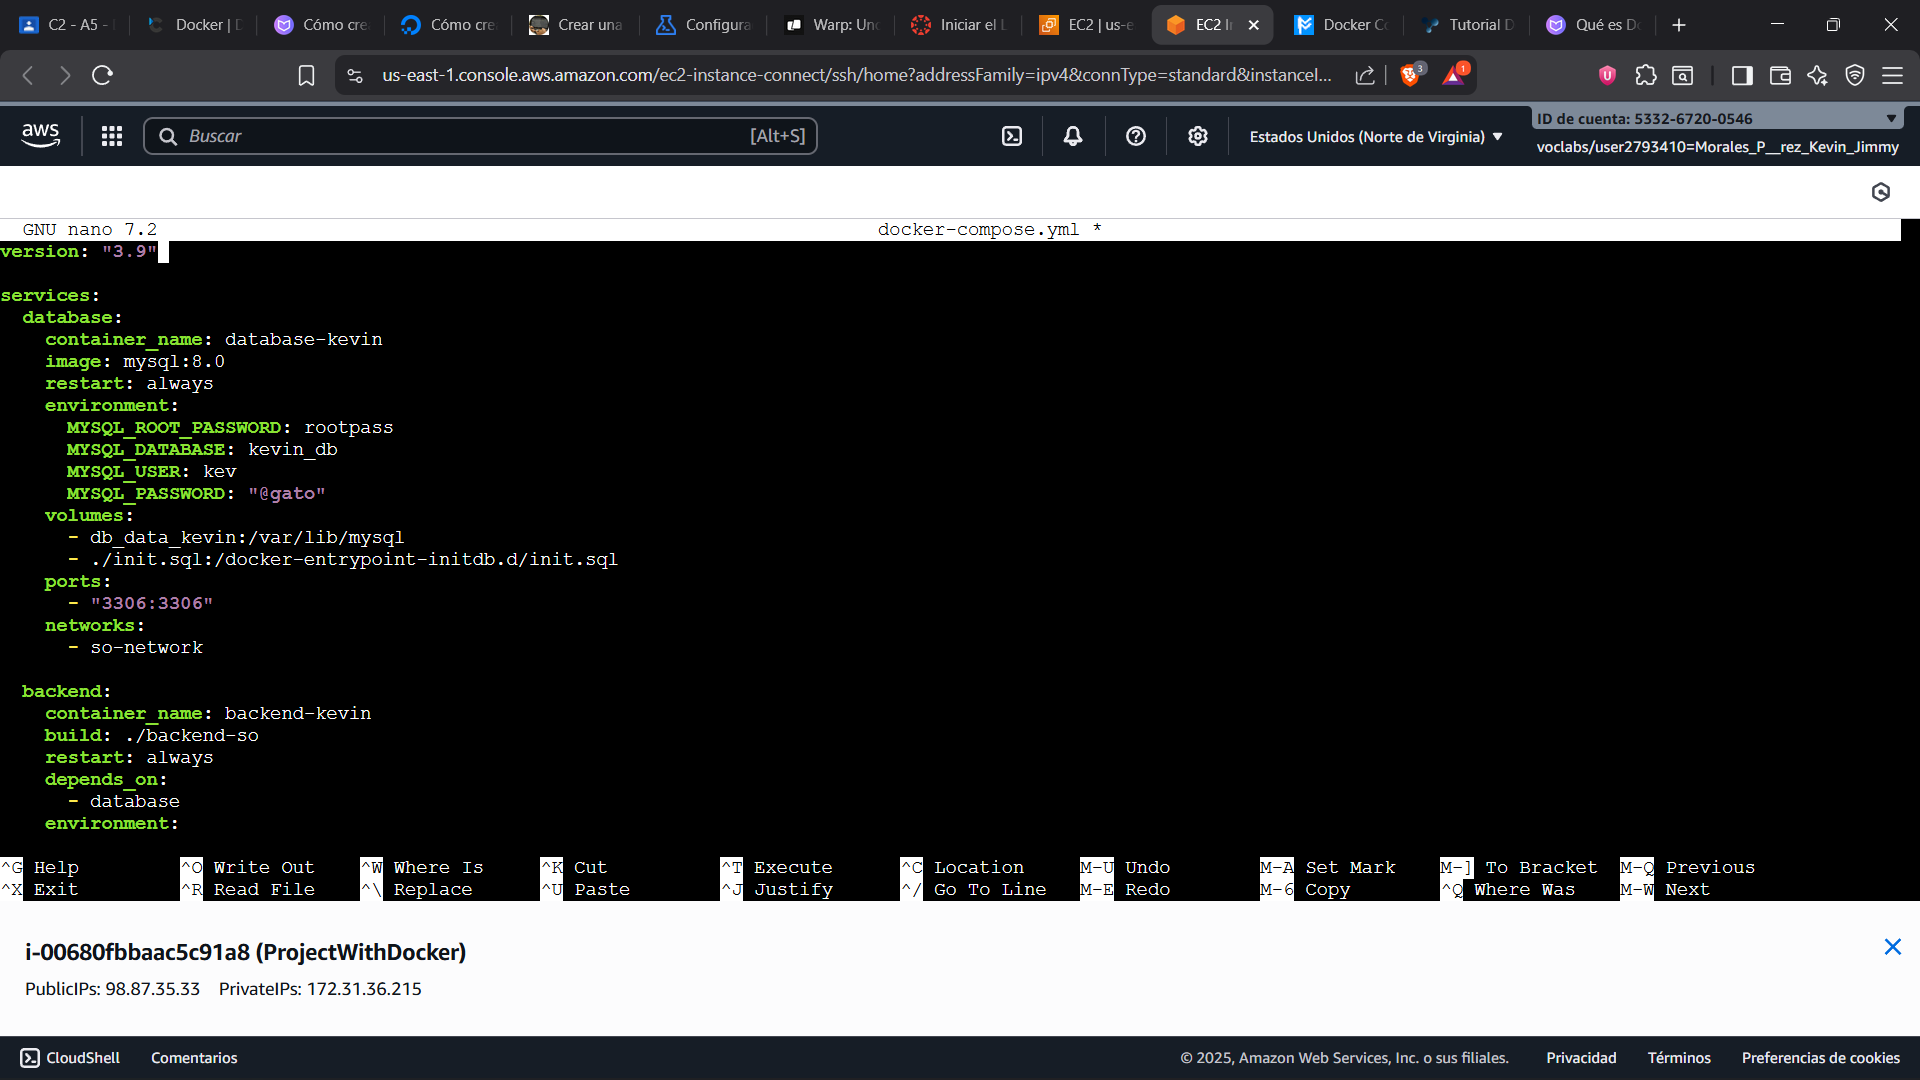 C2 - A5 -
Docker | D
Cómo cre
Cómo cre
Crear una
Configura
Warp: Un
Iniciar el L
EC2 | us-e
EC2 I
Docker C
Tutorial D
Qué es D
us-east-1.console.aws.amazon.com/ec2-instance-connect/ssh/home?addressFamily=ipv4&connType=standard&instanceI...
3
1
aws
Buscar [Alt+S]
Estados Unidos (Norte de Virginia)
ID de cuenta: 5332-6720-0546
voclabs/user2793410=Morales_P__rez_Kevin_Jimmy
GNU nano 7.2 docker-compose.yml *
version: "3.9"
services:
database:
container_name: database-kevin
image: mysql:8.0
restart: always
environment:
MYSQL_ROOT_PASSWORD: rootpass
MYSQL_DATABASE: kevin_db
MYSQL_USER: kev
MYSQL_PASSWORD: "@gato"
volumes:
- db_data_kevin:/var/lib/mysql
- ./init.sql:/docker-entrypoint-initdb.d/init.sql
ports:
- "3306:3306"
networks:
- so-network
backend:
container_name: backend-kevin
build: ./backend-so
restart: always
depends_on:
- database
environment:
^G Help ^O Write Out ^W Where Is ^K Cut ^T Execute ^C Location M-U Undo M-A Set Mark M-] To Bracket M-Q Previous
^X Exit ^R Read File ^\ Replace ^U Paste ^J Justify ^/ Go To Line M-E Redo M-6 Copy ^Q Where Was M-W Next
i-00680fbbaac5c91a8 (ProjectWithDocker)
PublicIPs: 98.87.35.33 PrivateIPs: 172.31.36.215
CloudShell Comentarios © 2025, Amazon Web Services, Inc. o sus filiales. Privacidad Términos Preferencias de cookies